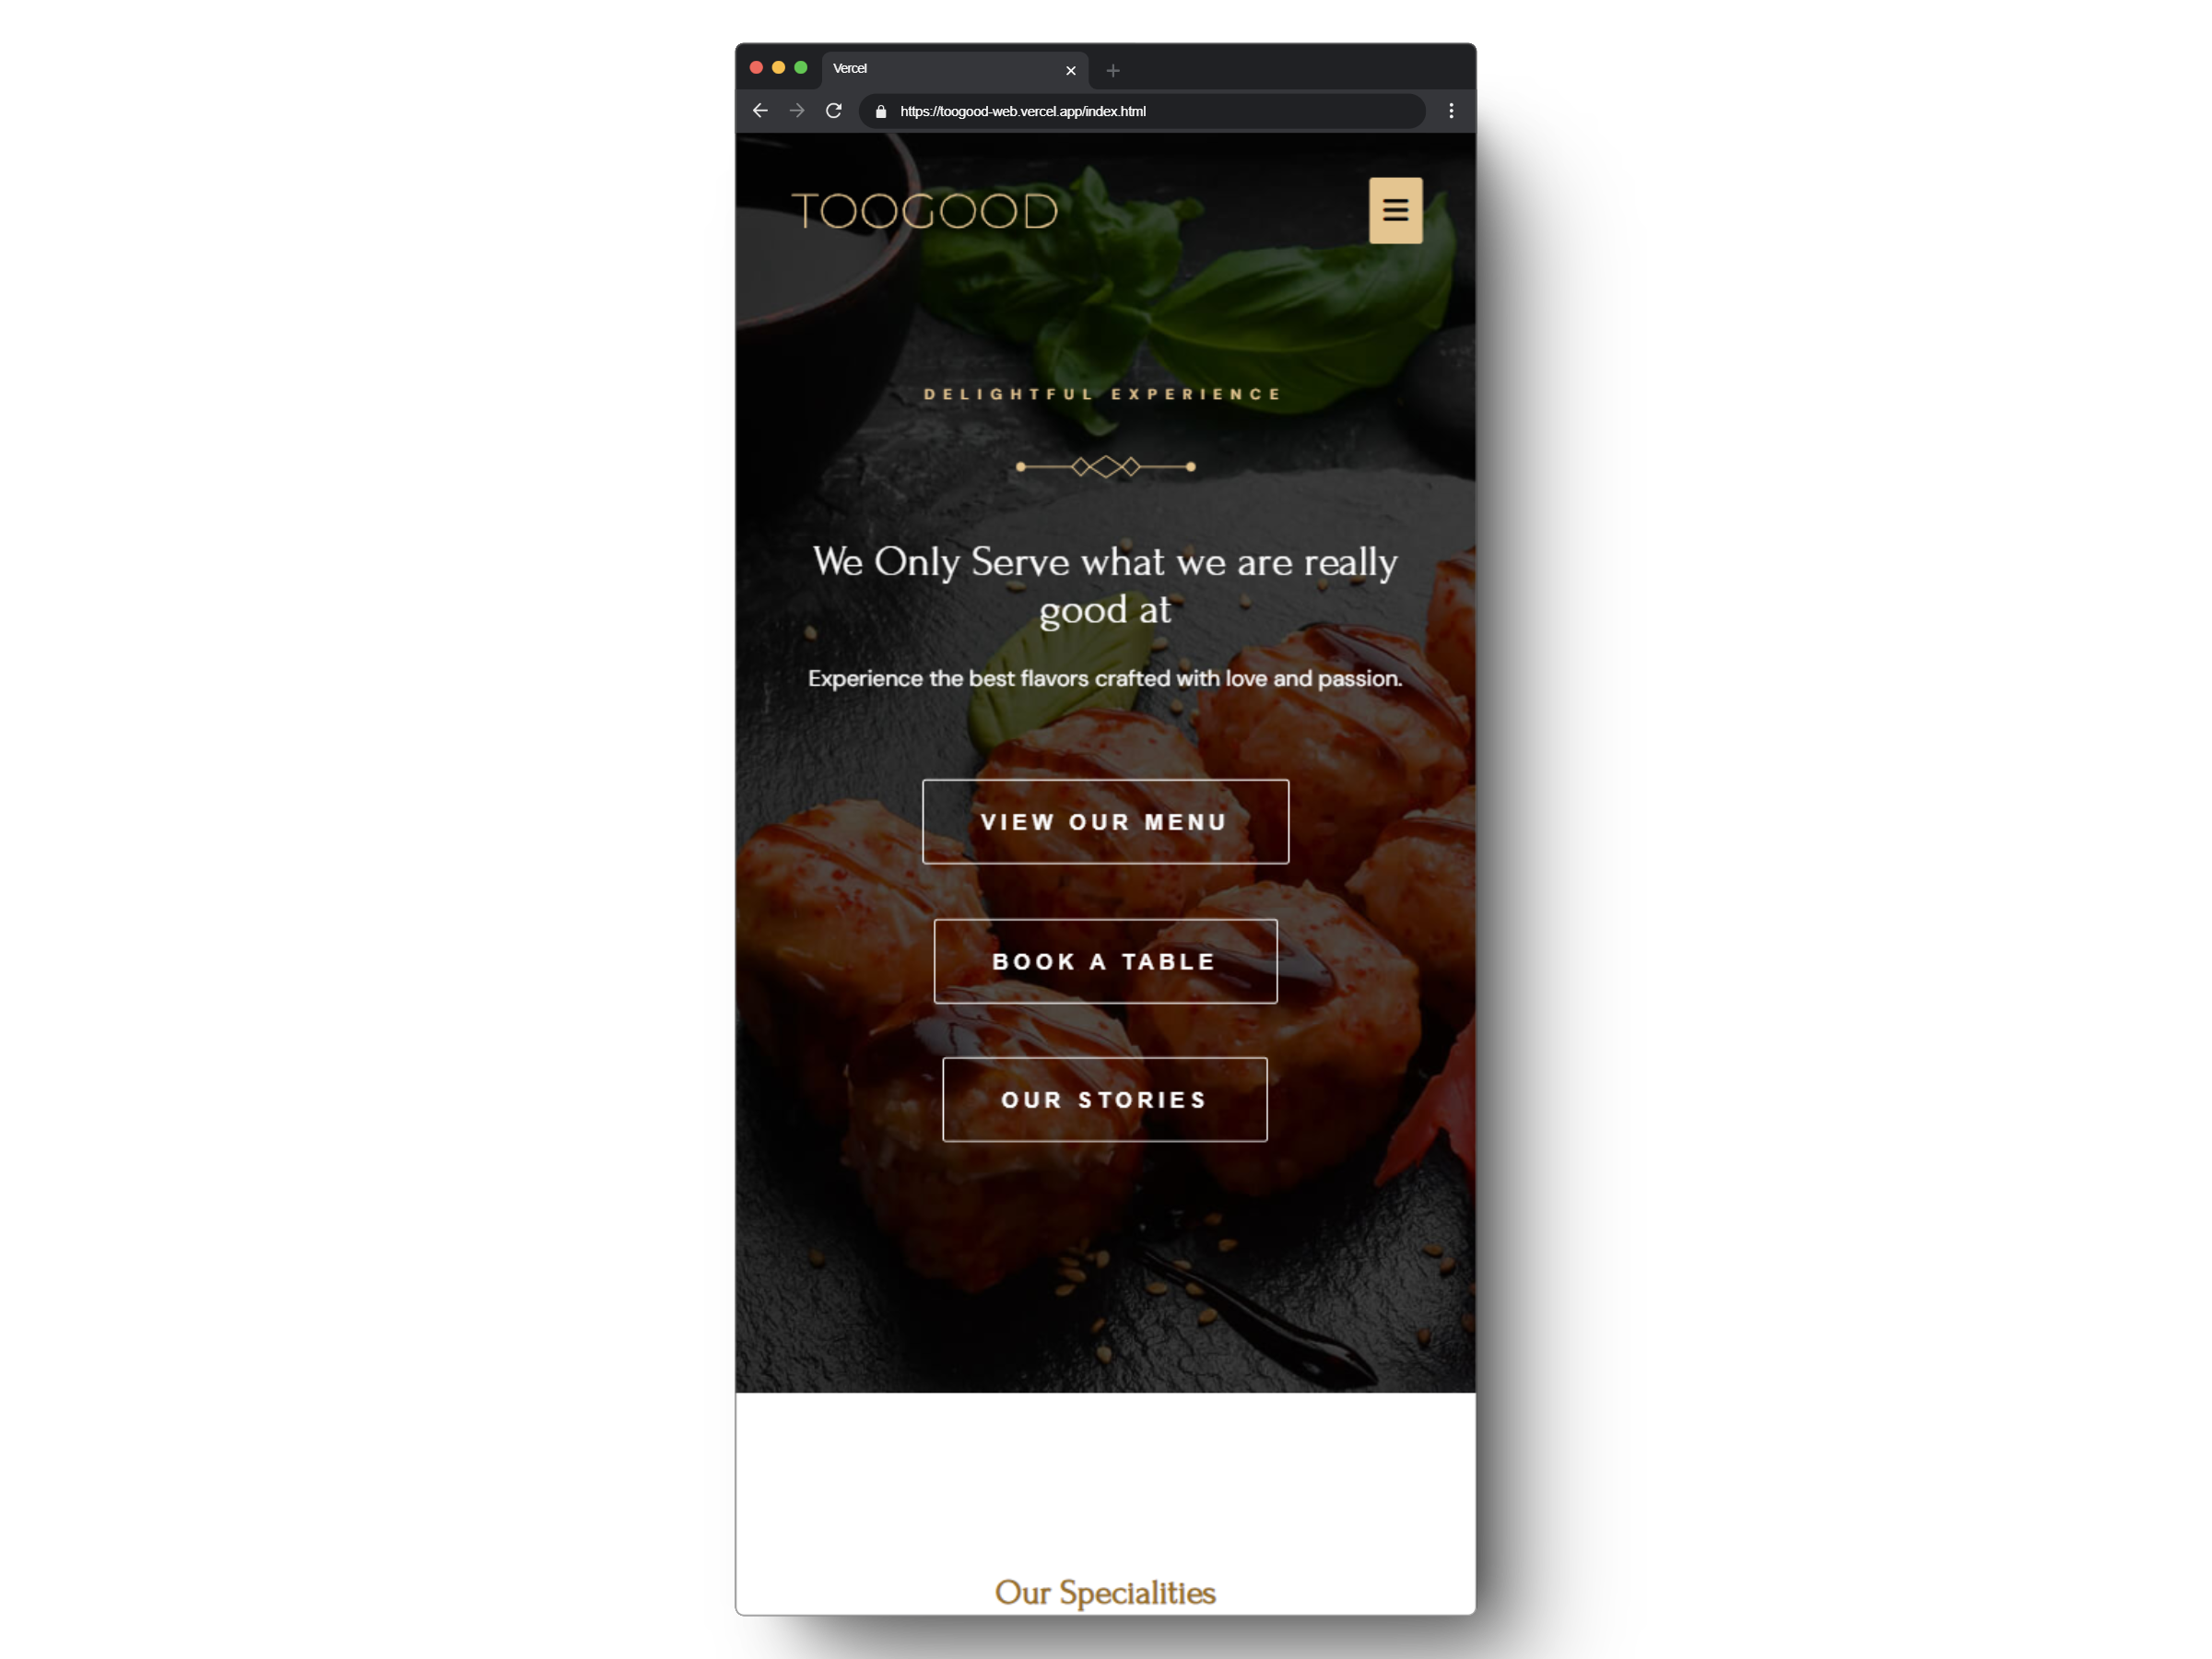 Vercel
https://toogood-web.vercel.app/index.html
TOOGOOD
DELIGHTFUL EXPERIENCE
We Only Serve what we are really
good at
Experience the best flavors crafted with love and passion.
VIEW OUR MENU
BOOK A TABLE
OUR STORIES
Our Specialities